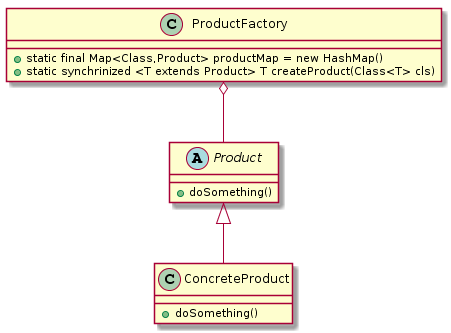 C ProductFactory
static final Map<Class,Product> productMap = new HashMap()
static synchrinized <T extends Product> T createProduct(Class<T> cls)
A Product
doSomething()
C ConcreteProduct
doSomething()